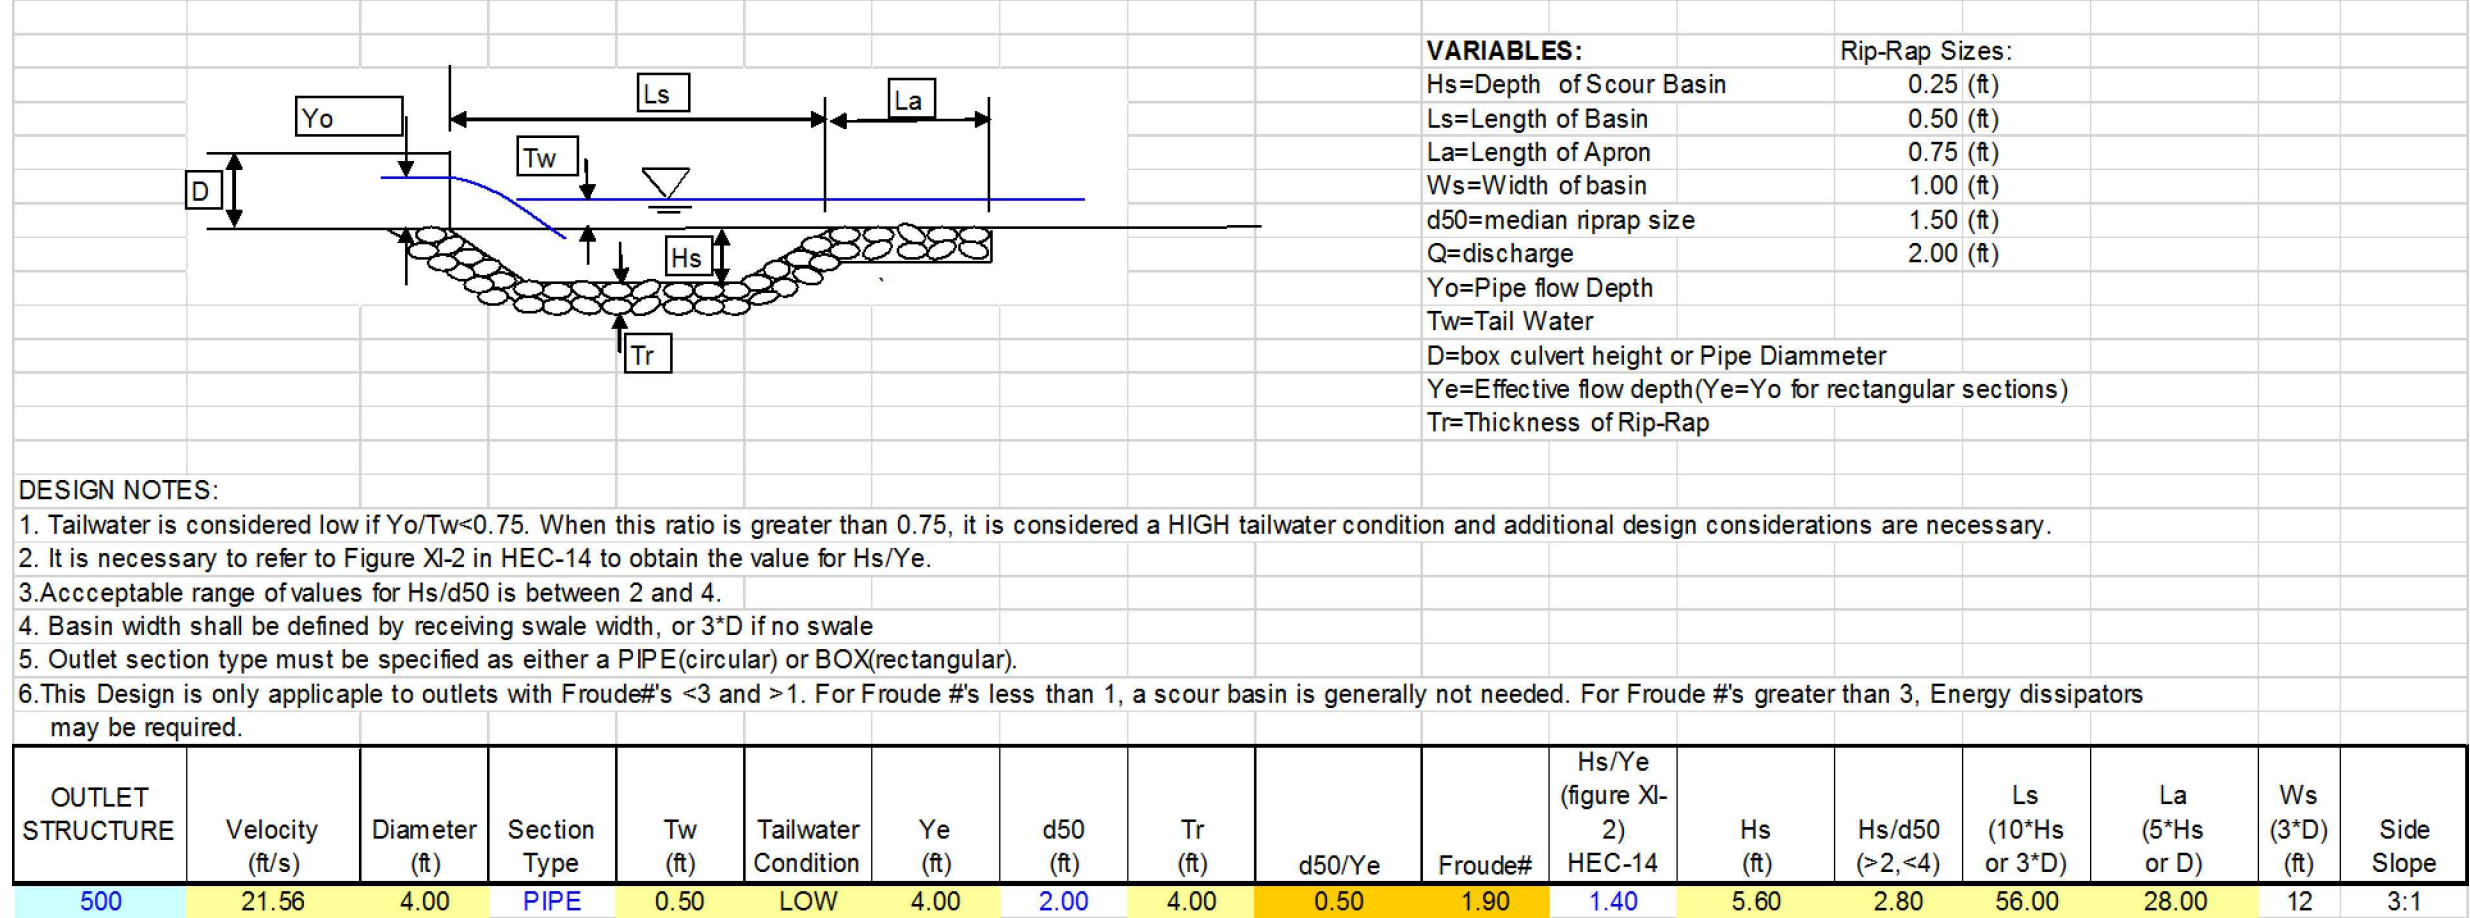 VARIABLES: Rip-Rap Sizes:
Hs=Depth of Scour Basin 0.25 (ft)
Ls=Length of Basin 0.50 (ft)
La=Length of Apron 0.75 (ft)
Ws=Width of basin 1.00 (ft)
d50=median riprap size 1.50 (ft)
Q=discharge 2.00 (ft)
Yo=Pipe flow Depth
Tw=Tail Water
D=box culvert height or Pipe Diammeter
Ye=Effective flow depth(Ye=Yo for rectangular sections)
Tr=Thickness of Rip-Rap
Ls
La
Yo
Tw
D
Hs
Tr
DESIGN NOTES:
1. Tailwater is considered low if Yo/Tw<0.75. When this ratio is greater than 0.75, it is considered a HIGH tailwater condition and additional design considerations are necessary.
2. It is necessary to refer to Figure XI-2 in HEC-14 to obtain the value for Hs/Ye.
3.Accceptable range of values for Hs/d50 is between 2 and 4.
4. Basin width shall be defined by receiving swale width, or 3*D if no swale
5. Outlet section type must be specified as either a PIPE(circular) or BOX(rectangular).
6.This Design is only applicaple to outlets with Froude#'s <3 and >1. For Froude #'s less than 1, a scour basin is generally not needed. For Froude #'s greater than 3, Energy dissipators
may be required.
OUTLET
STRUCTURE
Velocity
(ft/s)
Diameter
(ft)
Section
Type
Tw
(ft)
Tailwater
Condition
Ye
(ft)
d50
(ft)
Tr
(ft)
d50/Ye
Froude#
Hs/Ye
(figure XI-
2)
HEC-14
Hs
(ft)
Hs/d50
(>2,<4)
Ls
(10*Hs
or 3*D)
La
(5*Hs
or D)
Ws
(3*D)
(ft)
Side
Slope
500 21.56 4.00 PIPE 0.50 LOW 4.00 2.00 4.00 0.50 1.90 1.40 5.60 2.80 56.00 28.00 12 3:1